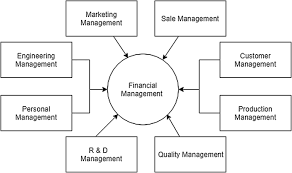 Marketing
Management
Sale Management
Engineering
Management
Customer
Management
Financial
Management
Personal
Management
Production
Management
R & D
Management
Quality Management